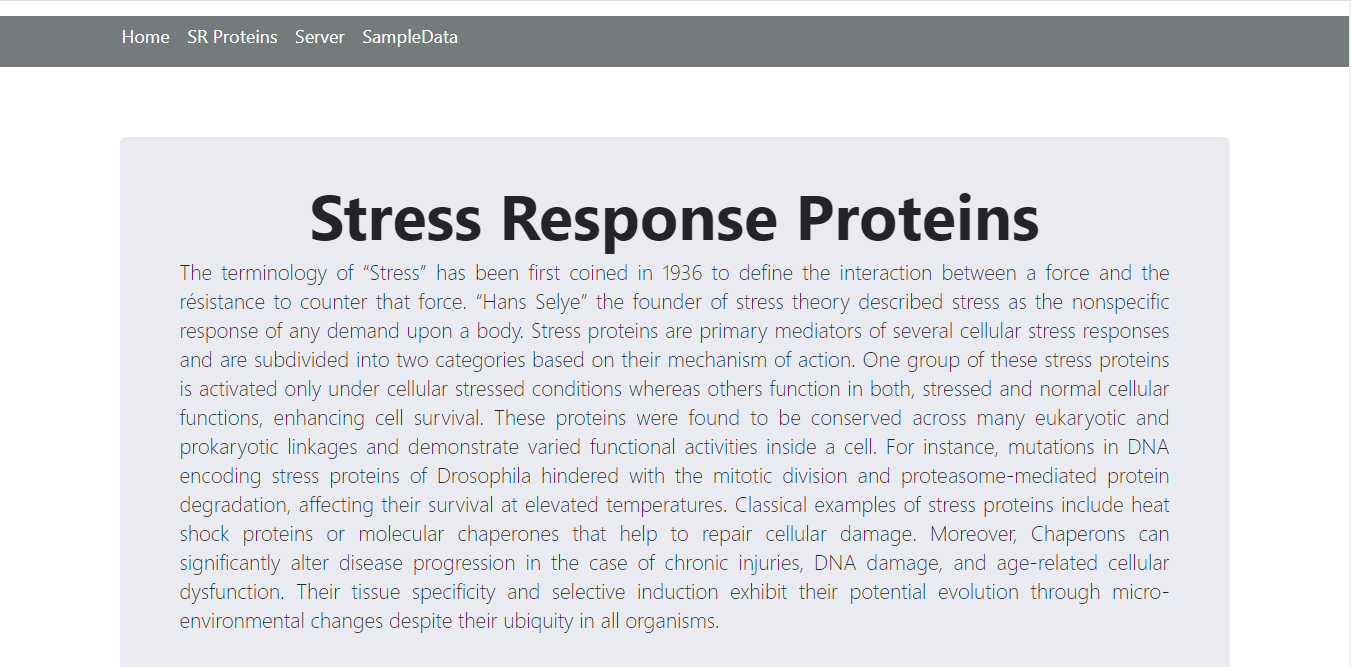 Home SR Proteins Server SampleData
Stress Response Proteins
The terminology of “Stress” has been first coined in 1936 to define the interaction between a force and the
résistance to counter that force. “Hans Selye” the founder of stress theory described stress as the nonspecific
response of any demand upon a body. Stress proteins are primary mediators of several cellular stress responses
and are subdivided into two categories based on their mechanism of action. One group of these stress proteins
is activated only under cellular stressed conditions whereas others function in both, stressed and normal cellular
functions, enhancing cell survival. These proteins were found to be conserved across many eukaryotic and
prokaryotic linkages and demonstrate varied functional activities inside a cell. For instance, mutations in DNA
encoding stress proteins of Drosophila hindered with the mitotic division and proteasome-mediated protein
degradation, affecting their survival at elevated temperatures. Classical examples of stress proteins include heat
shock proteins or molecular chaperones that help to repair cellular damage. Moreover, Chaperons can
significantly alter disease progression in the case of chronic injuries, DNA damage, and age-related cellular
dysfunction. Their tissue specificity and selective induction exhibit their potential evolution through micro-
environmental changes despite their ubiquity in all organisms.